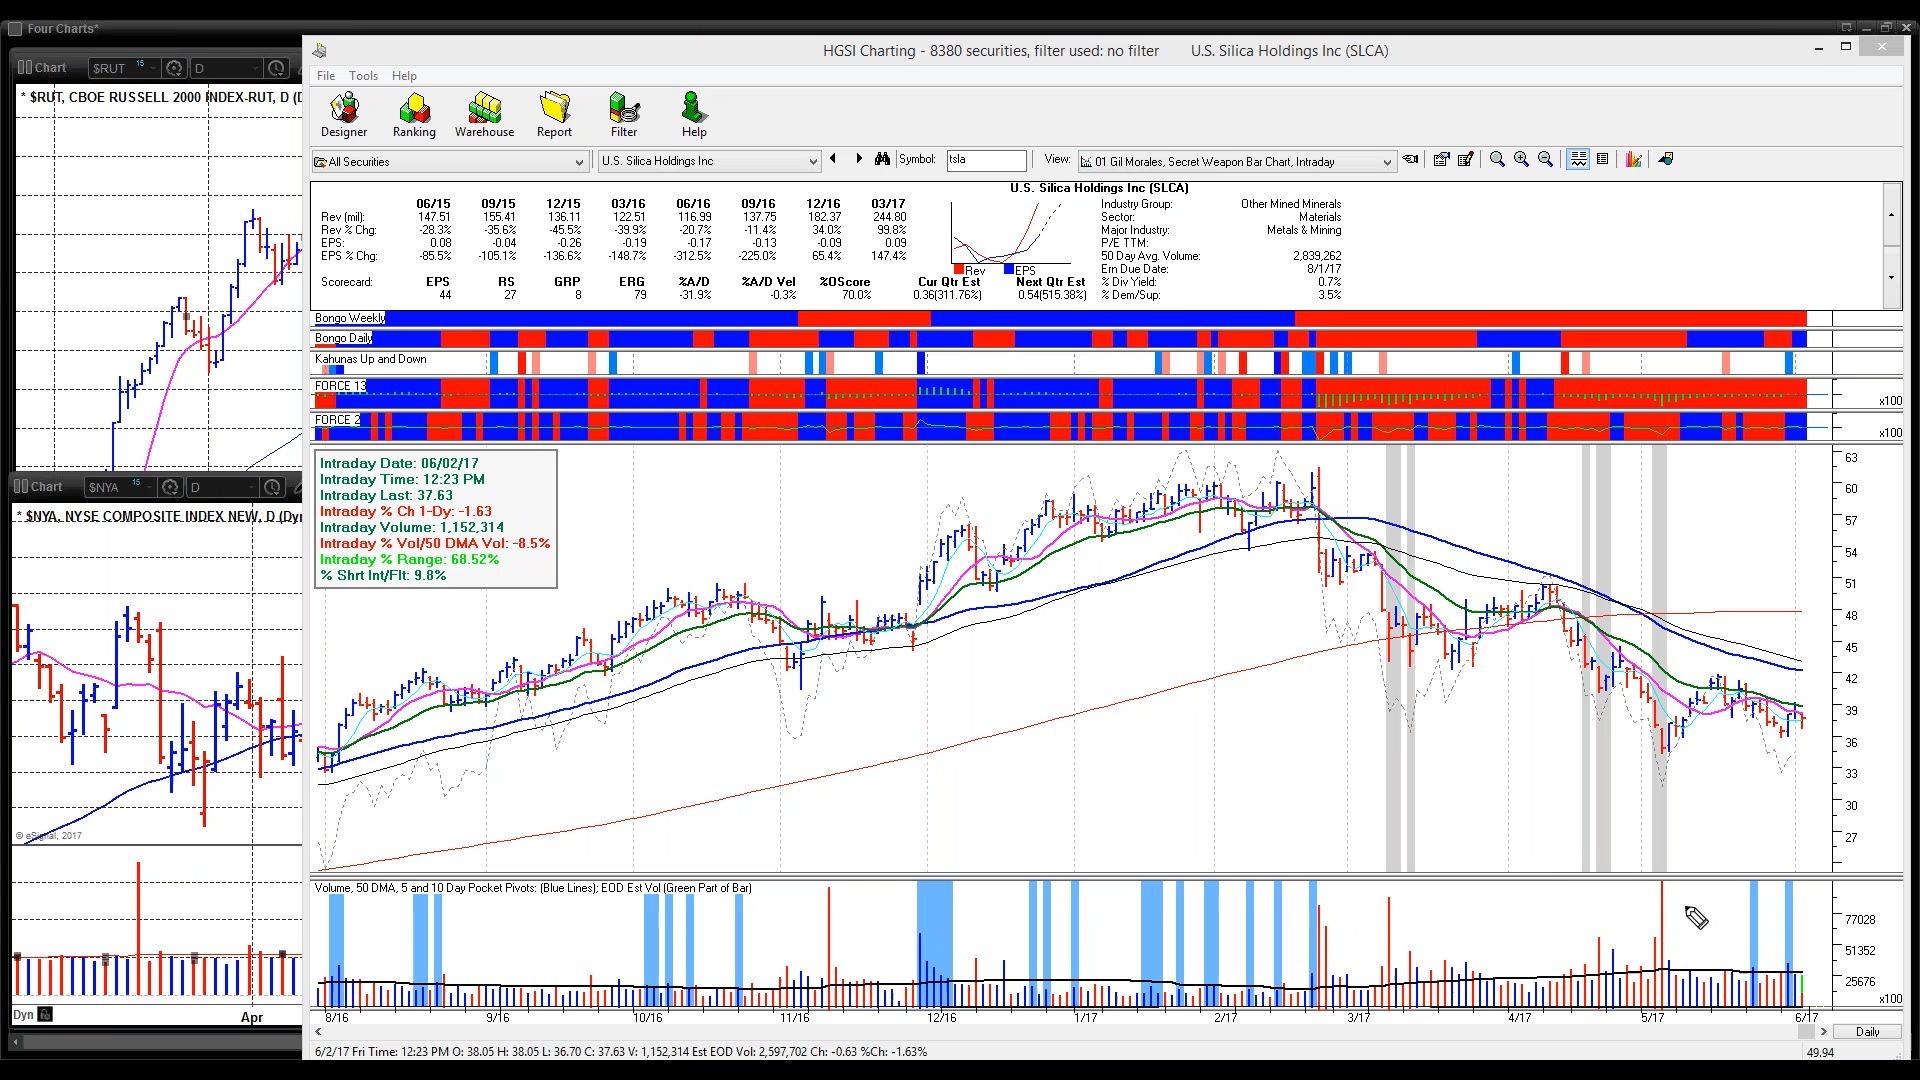 Four Charts*
HGSI Charting - 8380 securities, filter used: no filter U.S. Silica Holdings Inc (SLCA)
Chart $RUT 15 D
* $RUT, CBOE RUSSELL 2000 INDEX-RUT, D (D
File Tools Help
Designer Ranking Warehouse Report Filter Help
All Securities U.S. Silica Holdings Inc Symbol: tsla View: 01 Gil Morales, Secret Weapon Bar Chart, Intraday
U.S. Silica Holdings Inc (SLCA)
06/15 09/15 12/15 03/16 06/16 09/16 12/16 03/17
Rev (mil): 147.51 155.41 136.11 122.51 116.99 137.75 182.37 244.80
Rev % Chg: -28.3% -35.6% -45.5% -39.9% -20.7% -11.4% 34.0% 99.8%
EPS: 0.08 -0.04 -0.26 -0.19 -0.17 -0.13 -0.09 0.09
EPS % Chg: -85.5% -105.1% -136.6% -148.7% -312.5% -225.0% 65.4% 147.4%
Rev EPS
Scorecard: EPS RS GRP ERG %A/D %A/D Vel %OScore Cur Qtr Est Next Qtr Est
44 27 8 79 -31.9% -0.3% 70.0% 0.36(311.76%) 0.54(515.38%)
Industry Group: Other Mined Minerals
Sector: Materials
Major Industry: Metals & Mining
P/E TTM:
50 Day Avg. Volume: 2,839,262
Ern Due Date: 8/1/17
% Div Yield: 0.7%
% Dem/Sup: 3.5%
Bongo Weekly
Bongo Daily
Kahunas Up and Down
FORCE 13
x100
FORCE 2
x100
Intraday Date: 06/02/17
Intraday Time: 12:23 PM
Intraday Last: 37.63
Intraday % Ch 1-Dy: -1.63
Intraday Volume: 1,152,314
Intraday % Vol/50 DMA Vol: -8.5%
Intraday % Range: 68.52%
% Shrt Int/Flt: 9.8%
63
60
57
54
51
48
45
42
39
36
33
30
27
Chart $NYA 15 D
* $NYA, NYSE COMPOSITE INDEX NEW, D (Dyn
© eSignal, 2017
Dyn Apr
Volume, 50 DMA, 5 and 10 Day Pocket Pivots: (Blue Lines); EOD Est Vol (Green Part of Bar)
77028
51352
25676
x100
8/16 9/16 10/16 11/16 12/16 1/17 2/17 3/17 4/17 5/17 6/17
Daily
6/2/17 Fri Time: 12:23 PM O: 38.05 H: 38.05 L: 36.70 C: 37.63 V: 1,152,314 Est EOD Vol: 2,597,702 Ch: -0.63 %Ch: -1.63%
49.94